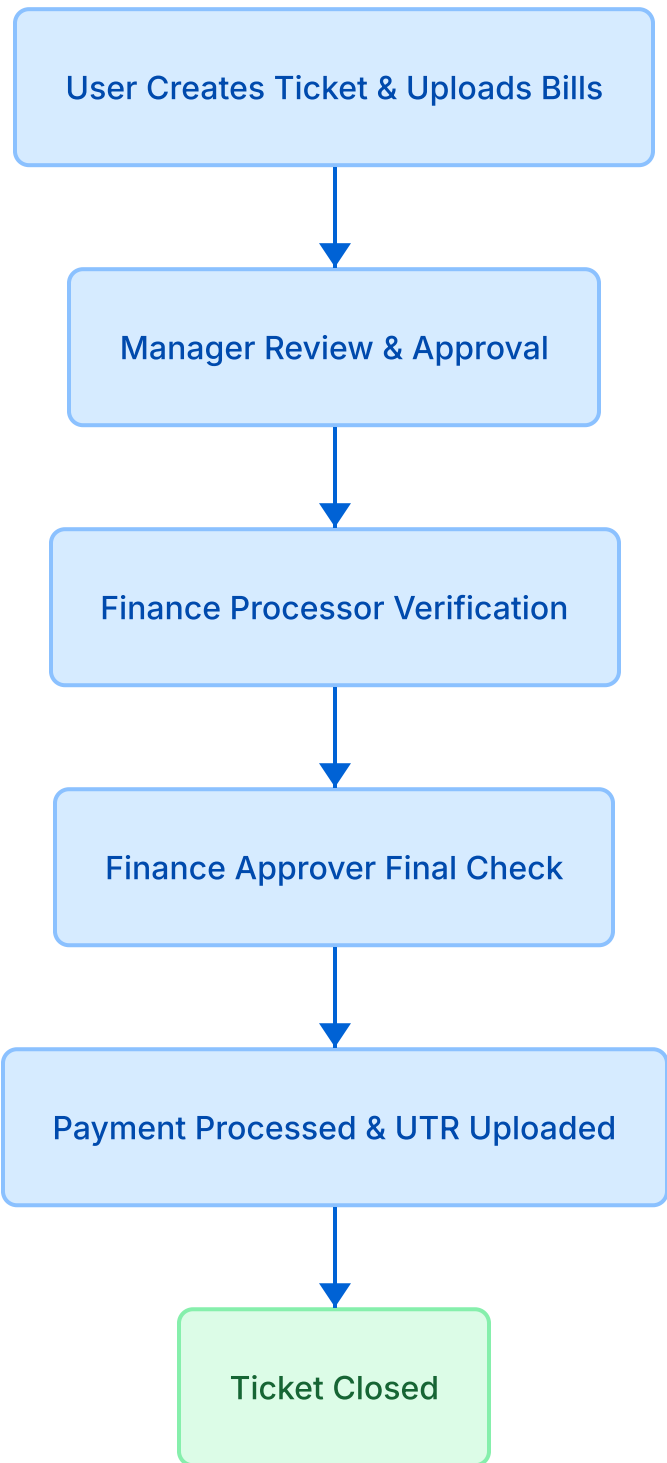 User Creates Ticket & Uploads Bills
Manager Review & Approval
Finance Processor Verification
Finance Approver Final Check
Payment Processed & UTR Uploaded
Ticket Closed